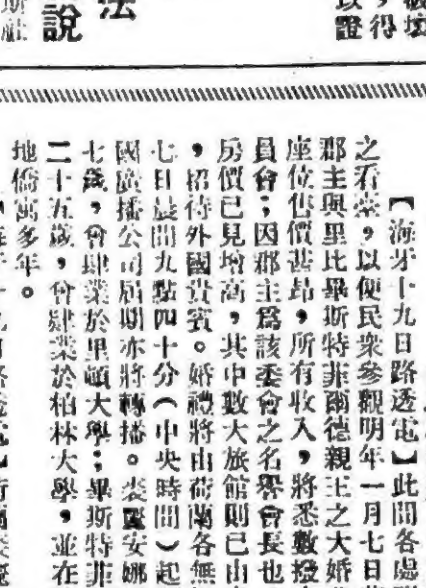 破壞
，得
以證
法
說
斯社
【海牙十九日路透電】此間各
之看臺，以便民衆參觀明年一月七日
郡主與里比畢斯特菲爾德親王之大婚
座位售價甚昂，所有收入，將悉數撥
員會；因郡主爲該委會之名譽會長也
房價已見增高，其中數大旅館則已由
，招待外國貴賓。婚禮將由荷蘭各無
七日晨間九點四十分（中央時間）起
國廣播公司屆期亦將轉播。裘麗安娜
七歲，曾肄業於里頓大學；畢斯特菲
二十五歲，曾肄業於柏林大學，並在
地僑寓多年。